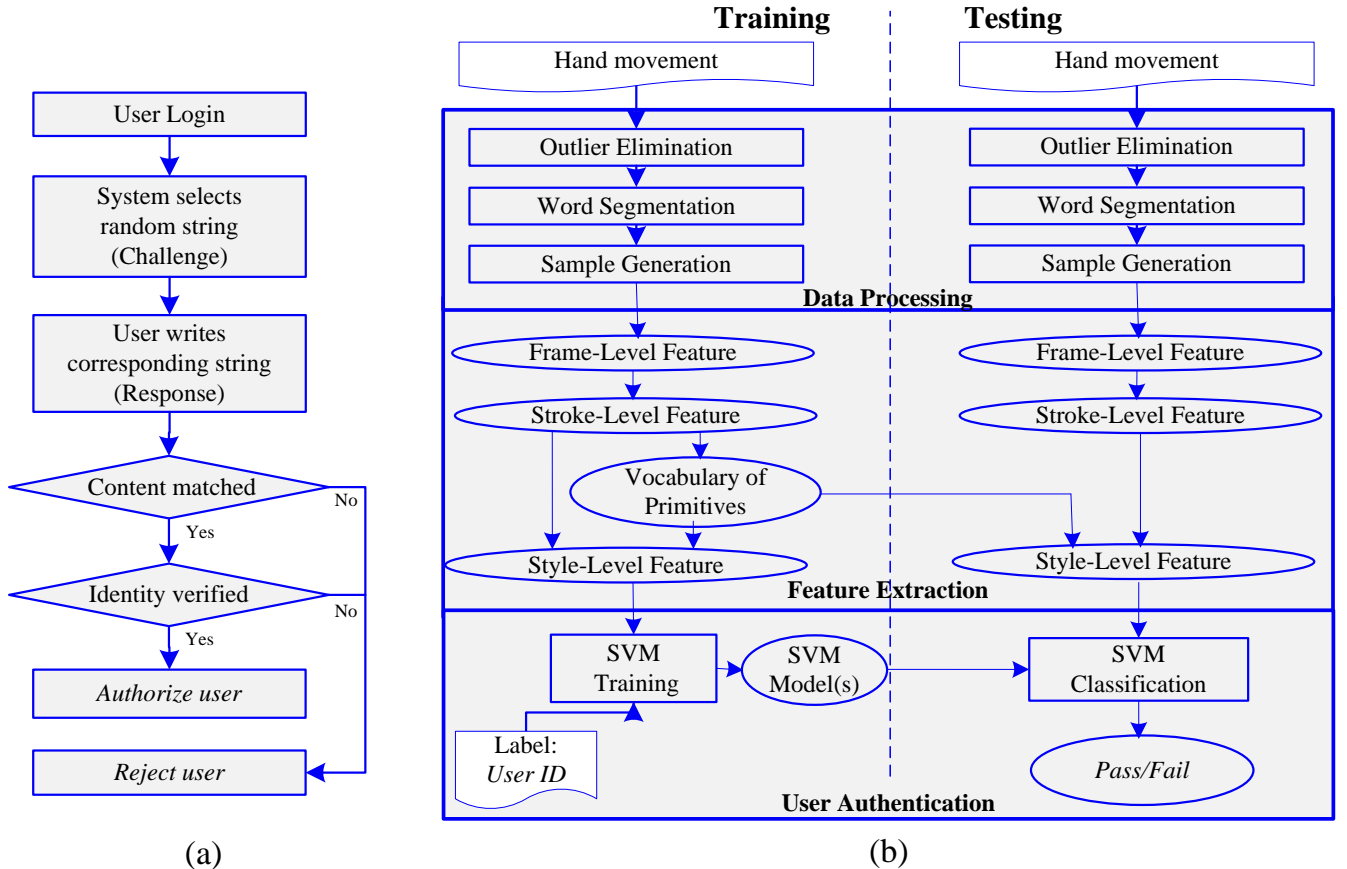 User Login
System selects
random string
(Challenge)
User writes
corresponding string
(Response)
Content matched
No
Yes
Identity verified
No
Yes
Authorize user
Reject user
(a)
Training
Testing
Hand movement
Hand movement
Outlier Elimination
Outlier Elimination
Word Segmentation
Word Segmentation
Sample Generation
Sample Generation
Data Processing
Frame-Level Feature
Frame-Level Feature
Stroke-Level Feature
Stroke-Level Feature
Vocabulary of
Primitives
Style-Level Feature
Style-Level Feature
Feature Extraction
SVM
Training
SVM
Model(s)
SVM
Classification
Label:
User ID
Pass/Fail
User Authentication
(b)